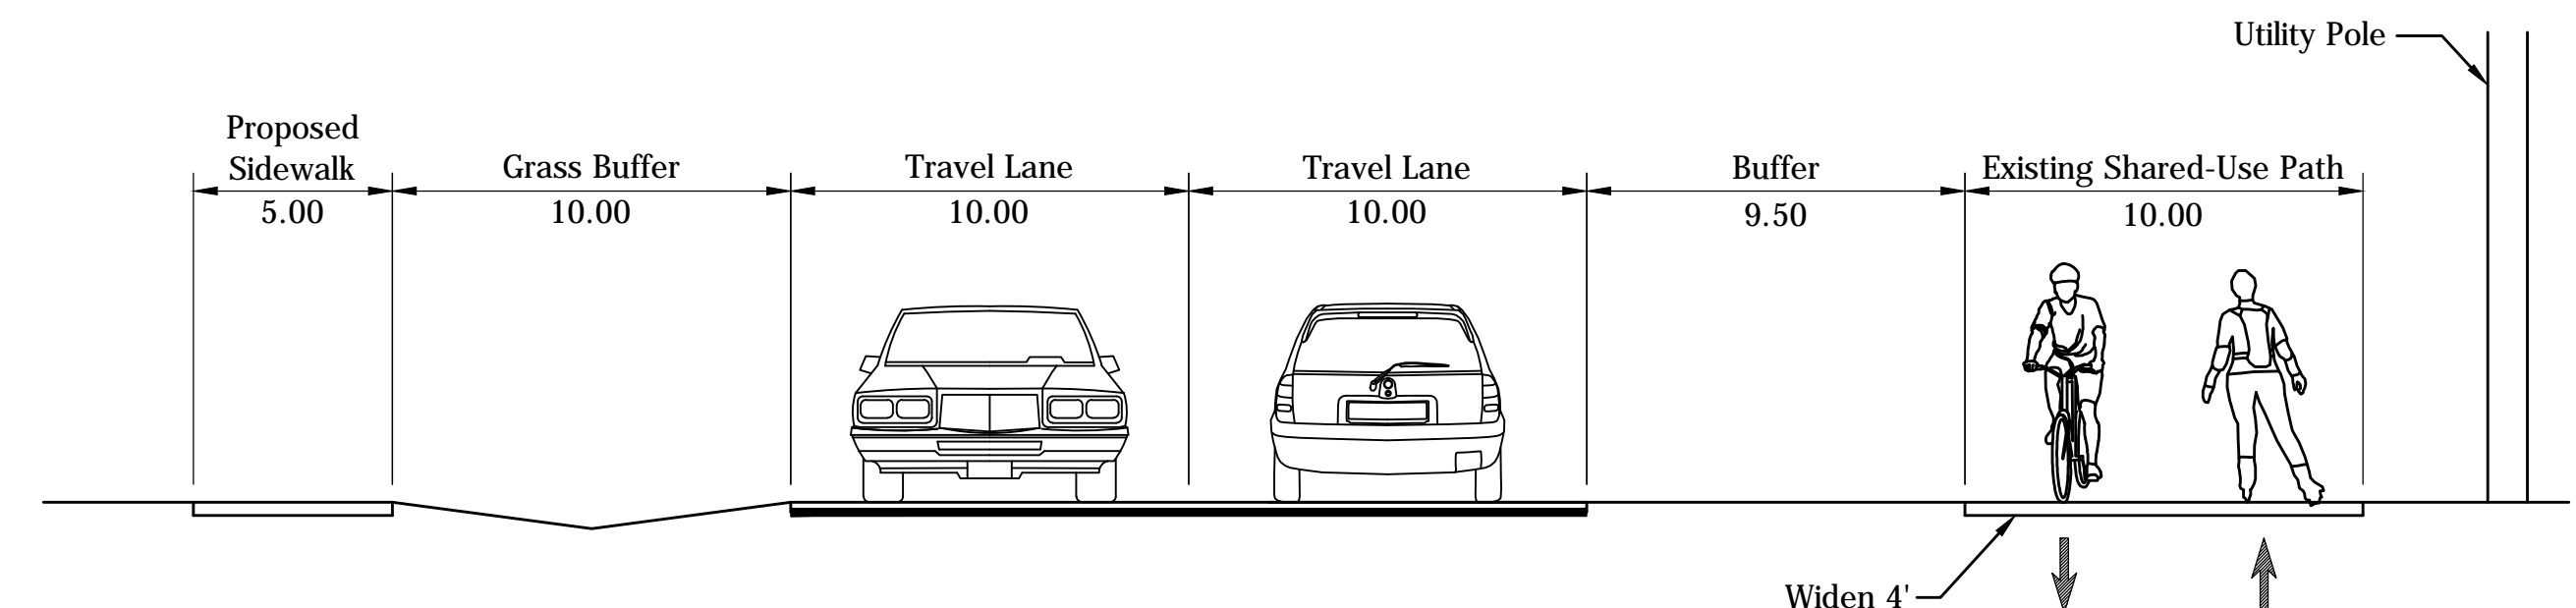 Utility Pole
Proposed
Sidewalk
Grass Buffer
Travel Lane
Travel Lane
Buffer
Existing Shared-Use Path
5.00
10.00
10.00
10.00
9.50
10.00
Widen 4'